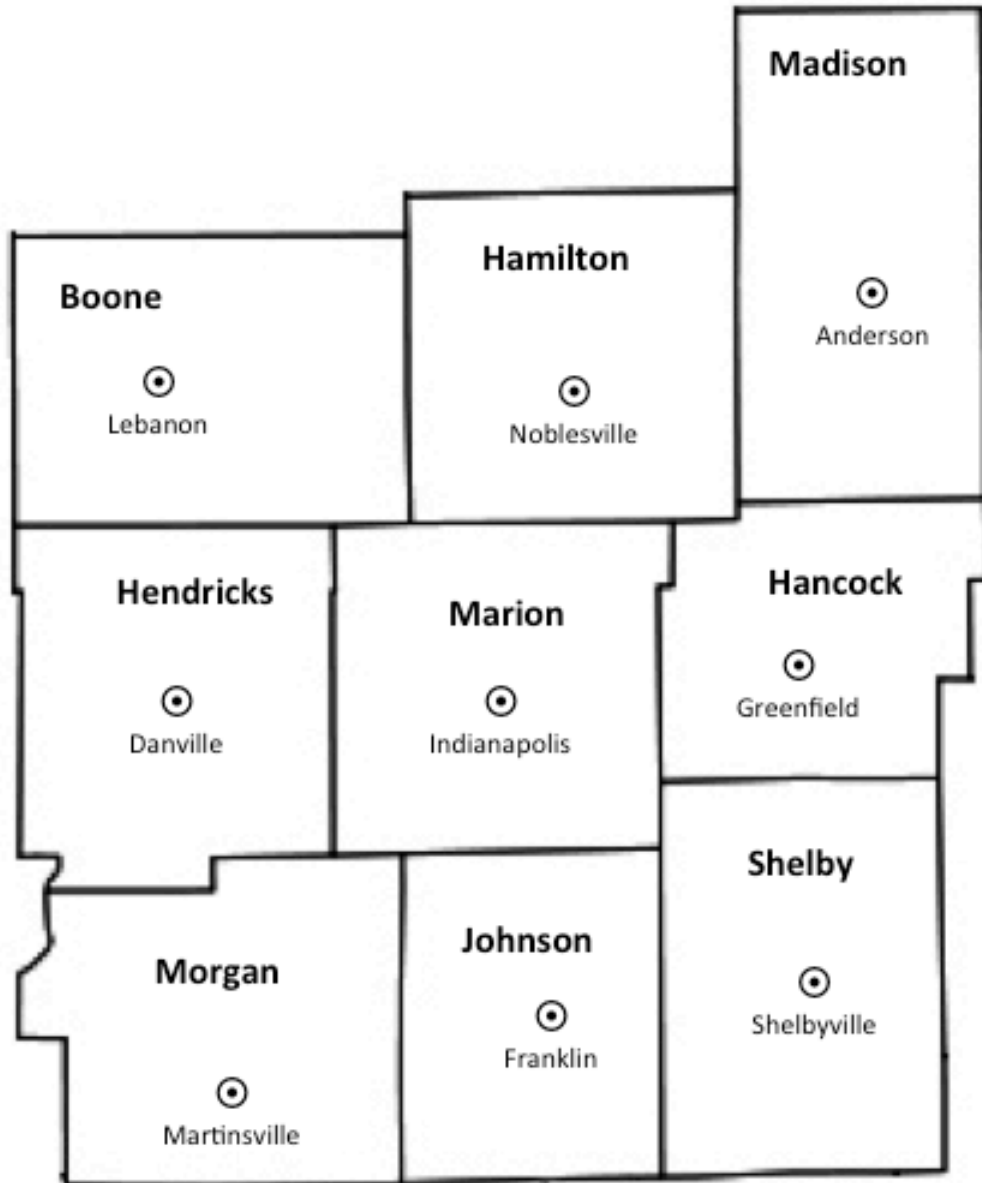 Madison
Anderson
Hamilton
Noblesville
Boone
Lebanon
Hendricks
Danville
Marion
Indianapolis
Hancock
Greenfield
Shelby
Shelbyville
Johnson
Franklin
Morgan
Martinsville